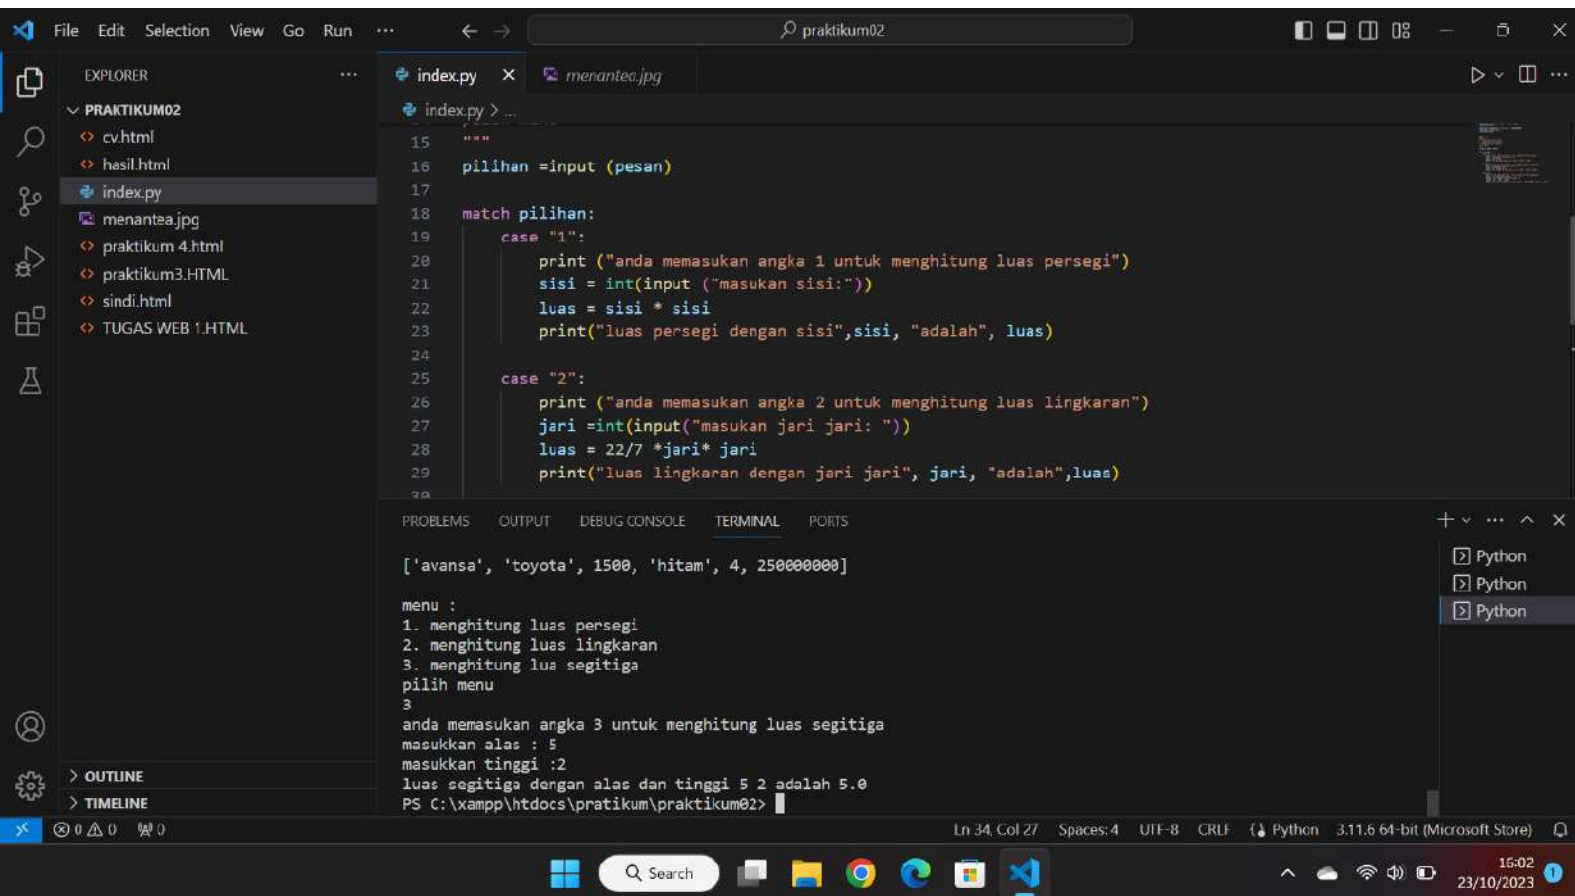 File Edit Selection View Go Run ··· praktikum02
EXPLORER ···
PRAKTIKUM02
cv.html
hasil.html
index.py
menantea.jpg
praktikum 4.html
praktikum3.HTML
sindi.html
TUGAS WEB 1.HTML
OUTLINE
TIMELINE
index.py menantea.jpg
index.py > ...
15 """
16 pilihan =input (pesan)
17
18 match pilihan:
19 case "1":
20 print ("anda memasukan angka 1 untuk menghitung luas persegi")
21 sisi = int(input ("masukan sisi:"))
22 luas = sisi * sisi
23 print("luas persegi dengan sisi",sisi, "adalah", luas)
24
25 case "2":
26 print ("anda memasukan angka 2 untuk menghitung luas lingkaran")
27 jari =int(input("masukan jari jari: "))
28 luas = 22/7 *jari* jari
29 print("luas lingkaran dengan jari jari", jari, "adalah",luas)
30
PROBLEMS OUTPUT DEBUG CONSOLE TERMINAL PORTS
['avansa', 'toyota', 1500, 'hitam', 4, 250000000]
menu :
1. menghitung luas persegi
2. menghitung luas lingkaran
3. menghitung lua segitiga
pilih menu
3
anda memasukan angka 3 untuk menghitung luas segitiga
masukkan alas : 5
masukkan tinggi :2
luas segitiga dengan alas dan tinggi 5 2 adalah 5.0
PS C:\xampp\htdocs\pratikum\praktikum02>
Python
Python
Python
0 0 0 Ln 34, Col 27 Spaces: 4 UTF-8 CRLF Python 3.11.6 64-bit (Microsoft Store)
Search
16:02
23/10/2023
1